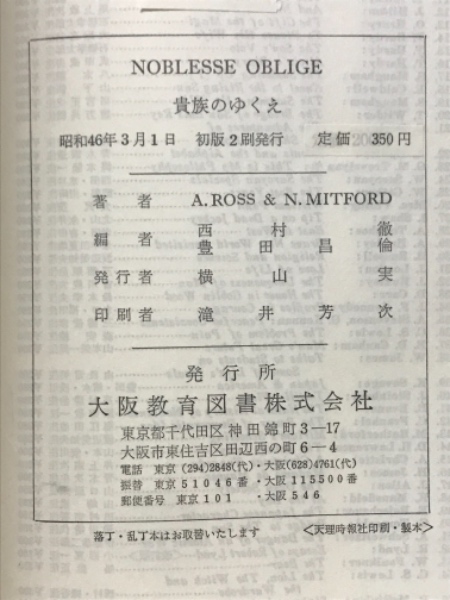 NOBLESSE OBLIGE
貴族のゆくえ
昭和46年3月1日 初版2刷発行 定価 350円
著者 A. ROSS & N. MITFORD
編者 西村徹
豊田昌倫
発行者 横山実
印刷者 滝井芳次
発行所
大阪教育図書株式会社
東京都千代田区神田錦町3—17
大阪市東住吉区田辺西の町6—4
電話 東京(294)2848(代)・大阪(628)4761(代)
振替 東京51046番・大阪115500番
郵便番号 東京101 ・大阪546
落丁・乱丁本はお取替いたします <天理時報社印刷・製本>